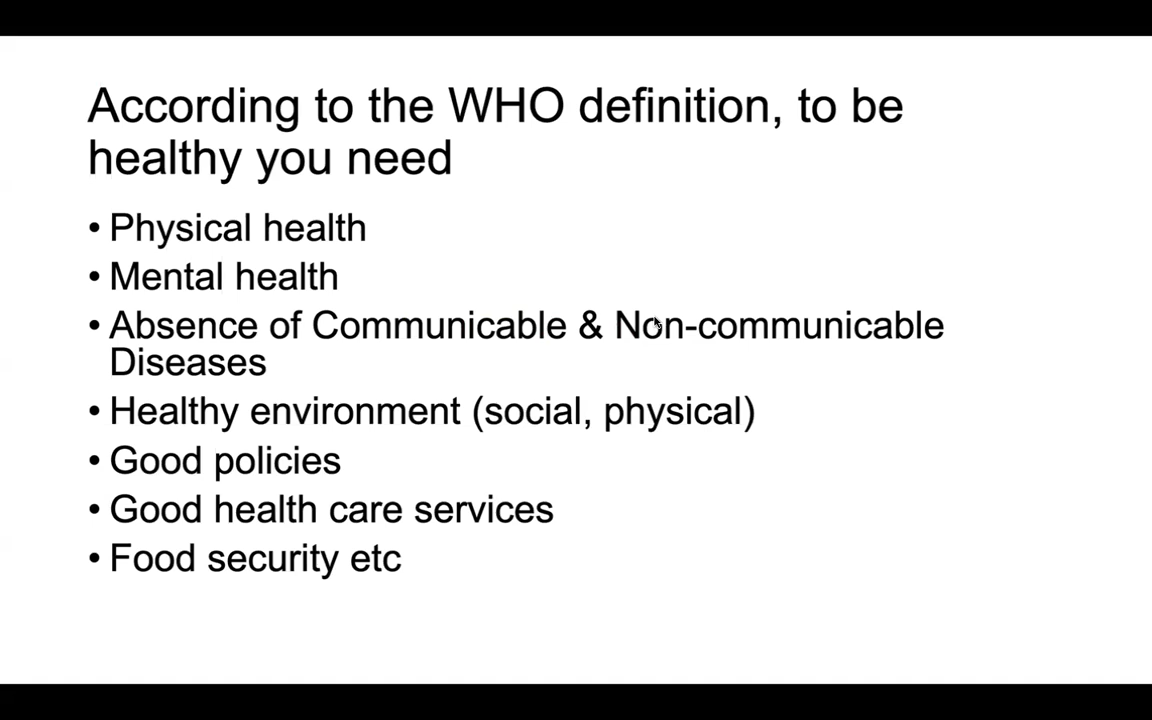 According to the WHO definition, to be
healthy you need
• Physical health
• Mental health
• Absence of Communicable & Non-communicable
Diseases
• Healthy environment (social, physical)
• Good policies
• Good health care services
• Food security etc